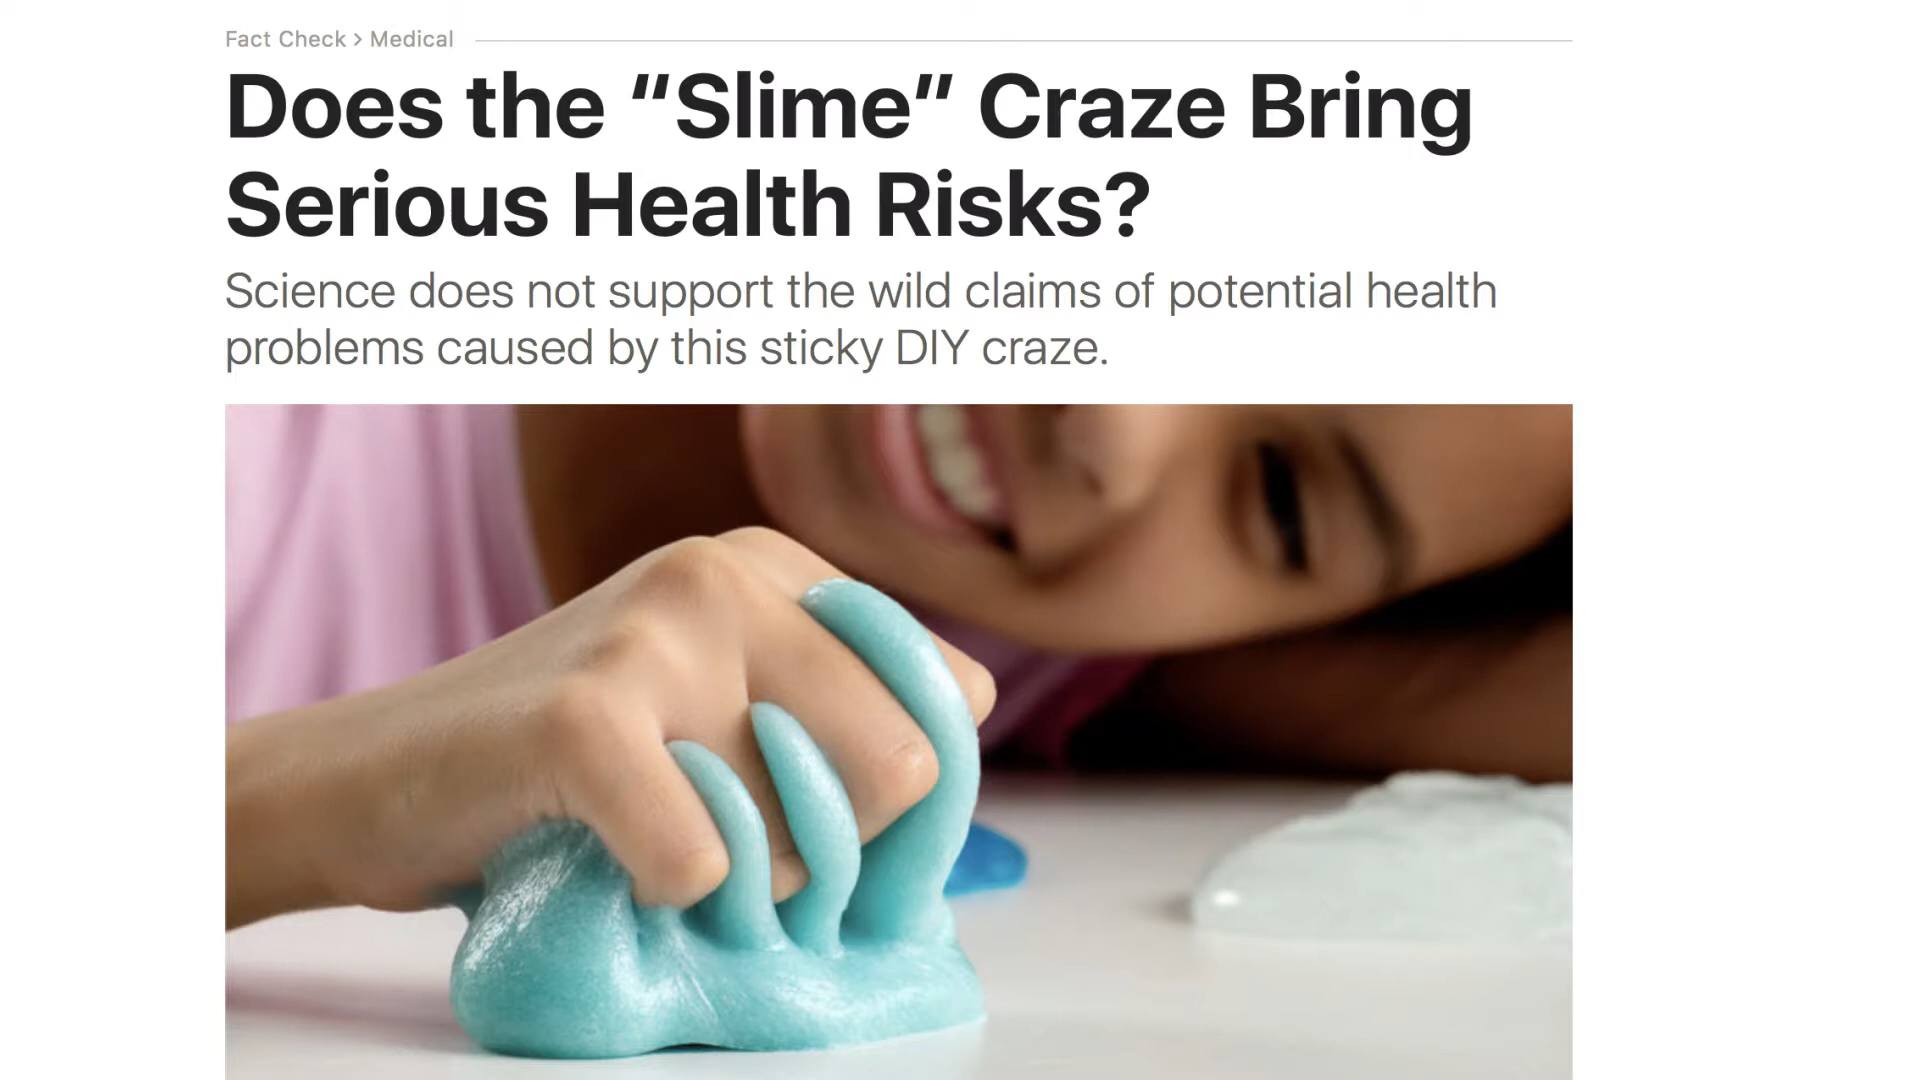 Fact Check > Medical
Does the “Slime” Craze Bring
Serious Health Risks?
Science does not support the wild claims of potential health
problems caused by this sticky DIY craze.